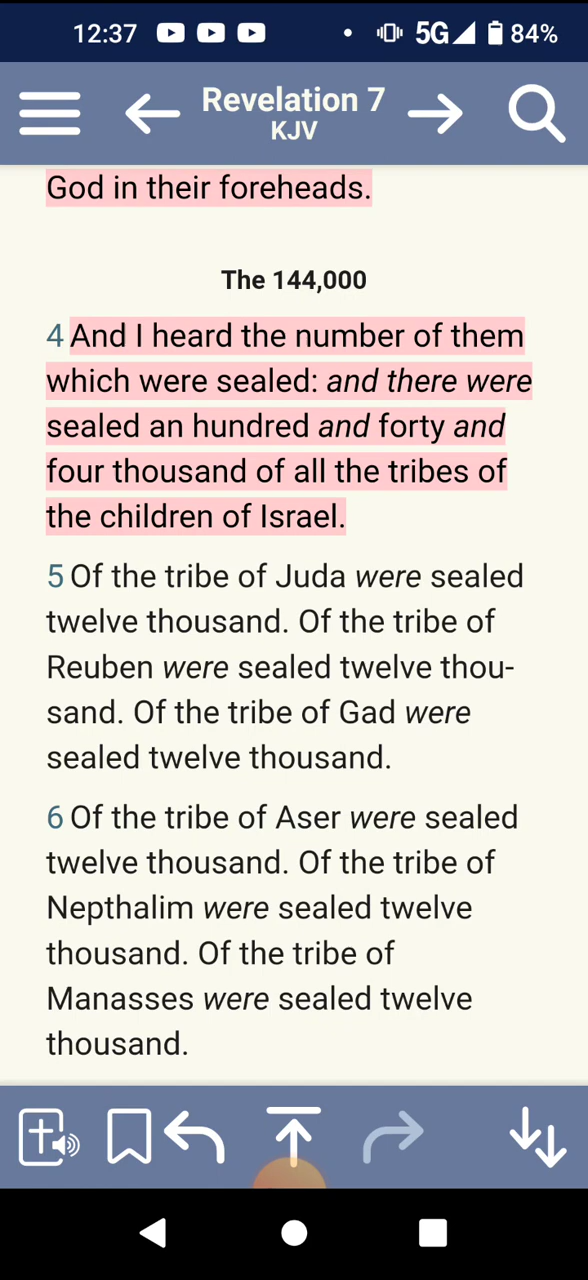 12:37 5G 84%
Revelation 7
KJV
God in their foreheads.
The 144,000
4 And I heard the number of them
which were sealed: and there were
sealed an hundred and forty and
four thousand of all the tribes of
the children of Israel.
5 Of the tribe of Juda were sealed
twelve thousand. Of the tribe of
Reuben were sealed twelve thou-
sand. Of the tribe of Gad were
sealed twelve thousand.
6 Of the tribe of Aser were sealed
twelve thousand. Of the tribe of
Nepthalim were sealed twelve
thousand. Of the tribe of
Manasses were sealed twelve
thousand.